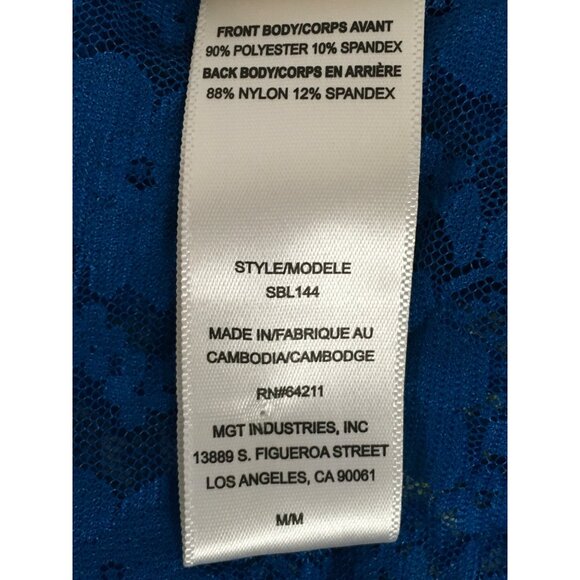 FRONT BODY/CORPS AVANT
90% POLYESTER 10% SPANDEX
BACK BODY/CORPS EN ARRIÈRE
88% NYLON 12% SPANDEX
STYLE/MODELE
SBL144
MADE IN/FABRIQUE AU
CAMBODIA/CAMBODGE
RN#64211
MGT INDUSTRIES, INC
13889 S. FIGUEROA STREET
LOS ANGELES, CA 90061
M/M